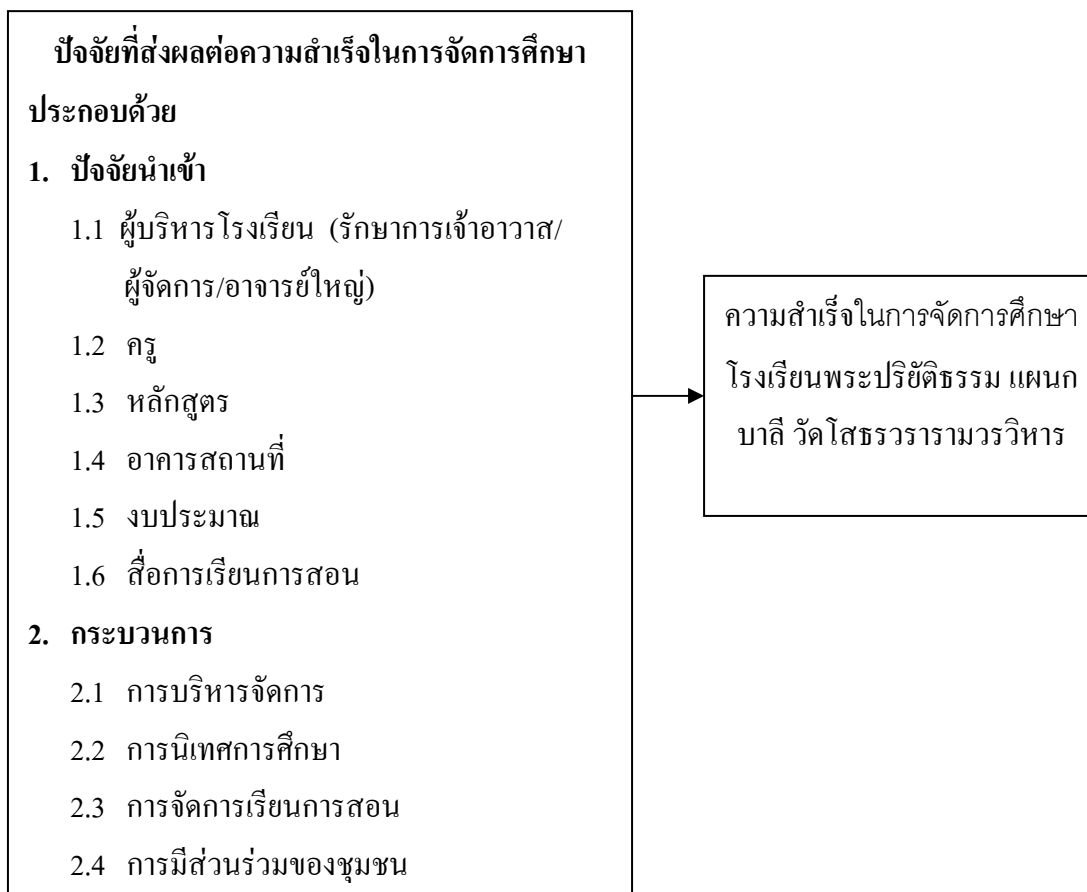 ปัจจัยที่ส่งผลต่อความสำเร็จในการจัดการศึกษา
ประกอบด้วย
1. ปัจจัยนำเข้า
1.1 ผู้บริหารโรงเรียน (รักษาการเจ้าอาวาส/
ผู้จัดการ/อาจารย์ใหญ่)
1.2 ครู
1.3 หลักสูตร
1.4 อาคารสถานที่
1.5 งบประมาณ
1.6 สื่อการเรียนการสอน
2. กระบวนการ
2.1 การบริหารจัดการ
2.2 การนิเทศการศึกษา
2.3 การจัดการเรียนการสอน
2.4 การมีส่วนร่วมของชุมชน
ความสำเร็จในการจัดการศึกษา
โรงเรียนพระปริยัติธรรม แผนก
บาลี วัดโสธรวรารามวรวิหาร